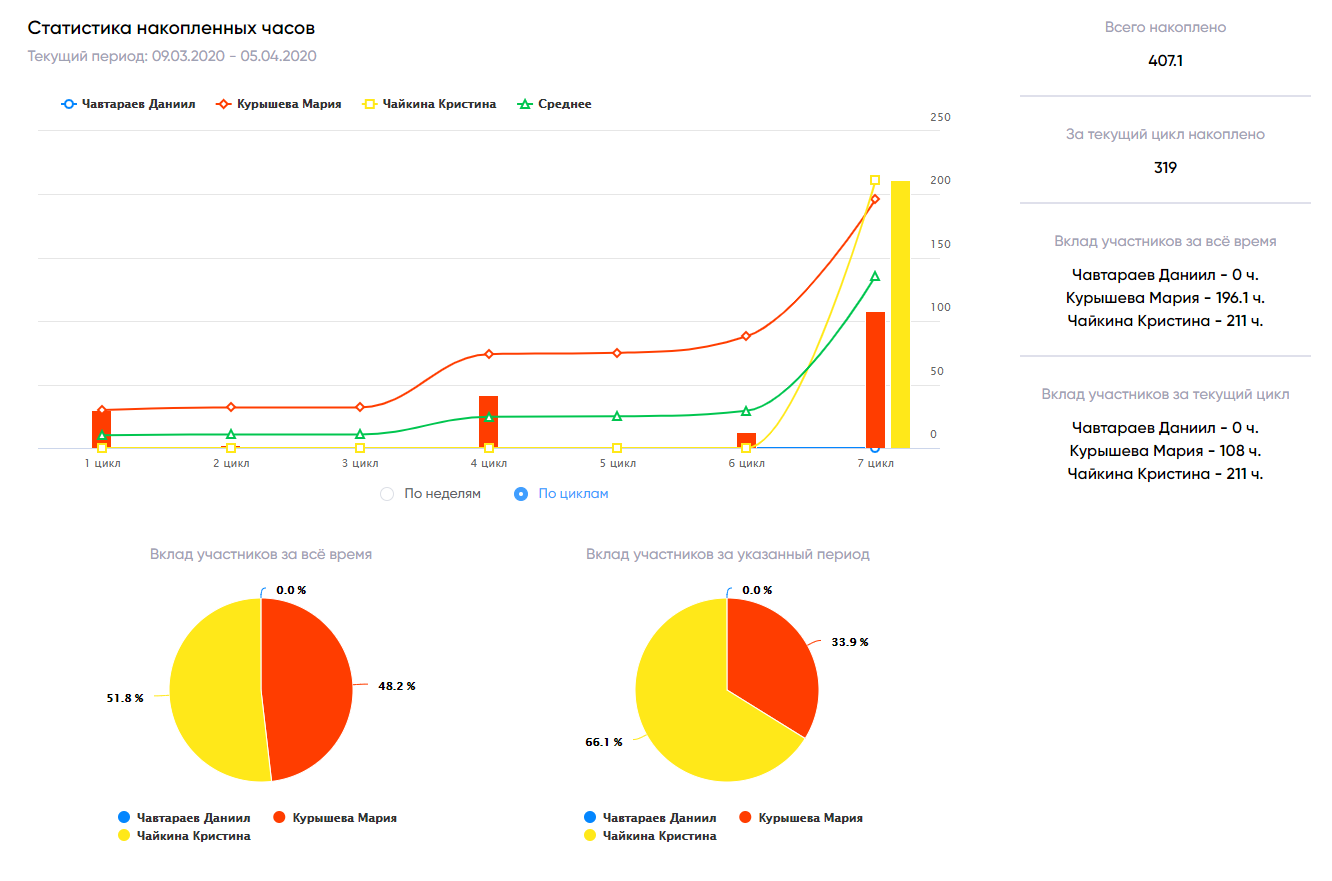 Статистика накопленных часов
Текущий период: 09.03.2020 - 05.04.2020
Чавтараев Даниил Курышева Мария Чайкина Кристина Среднее
250
200
150
100
50
0
1 цикл 2 цикл 3 цикл 4 цикл 5 цикл 6 цикл 7 цикл
По неделям По циклам
Всего накоплено
407.1
За текущий цикл накоплено
319
Вклад участников за всё время
Чавтараев Даниил - 0 ч.
Курышева Мария - 196.1 ч.
Чайкина Кристина - 211 ч.
Вклад участников за текущий цикл
Чавтараев Даниил - 0 ч.
Курышева Мария - 108 ч.
Чайкина Кристина - 211 ч.
Вклад участников за всё время
0.0 %
48.2 %
51.8 %
Чавтараев Даниил Курышева Мария
Чайкина Кристина
Вклад участников за указанный период
0.0 %
33.9 %
66.1 %
Чавтараев Даниил Курышева Мария
Чайкина Кристина